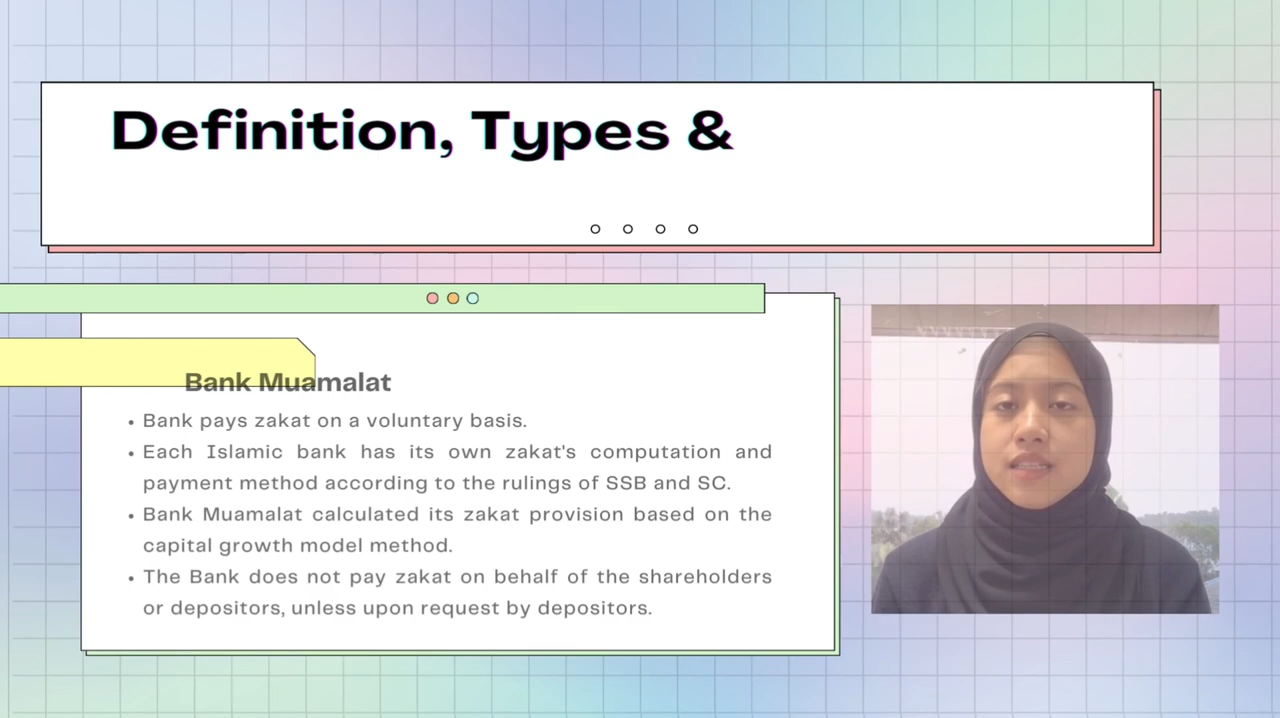 Definition, Types &
Bank Muamalat
• Bank pays zakat on a voluntary basis.
• Each Islamic bank has its own zakat's computation and
payment method according to the rulings of SSB and SC.
• Bank Muamalat calculated its zakat provision based on the
capital growth model method.
• The Bank does not pay zakat on behalf of the shareholders
or depositors, unless upon request by depositors.